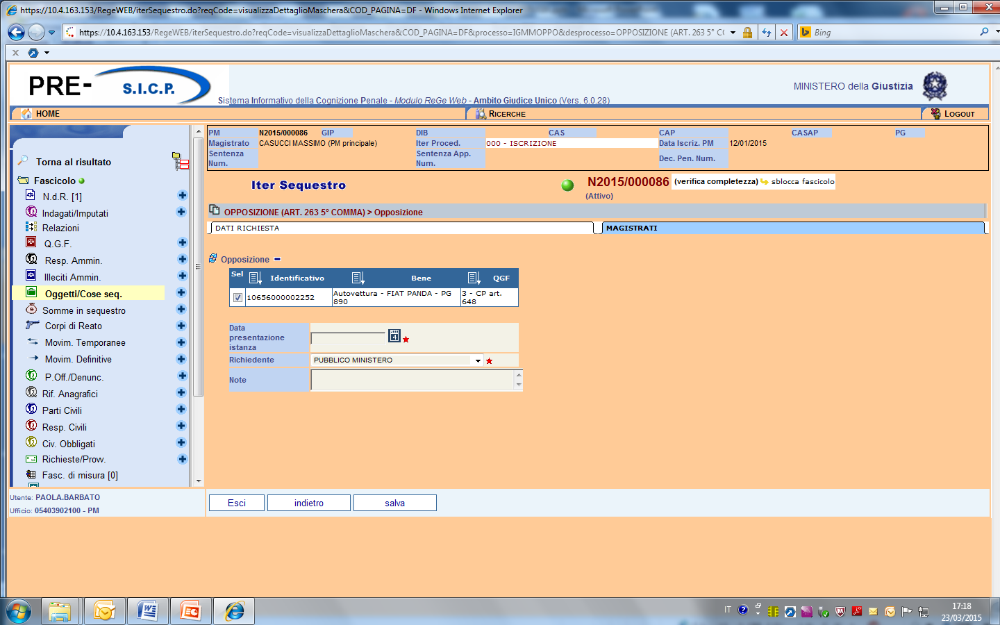 https://10.4.163.153/RegeWEB/iterSequestro.do?reqCode=visualizzaDettaglioMaschera&COD_PAGINA=DF - Windows Internet Explorer
https://10.4.163.153/RegeWEB/iterSequestro.do?reqCode=visualizzaDettaglioMaschera&COD_PAGINA=DF&processo=IGMMOPPO&desprocesso=OPPOSIZIONE (ART. 263 5° C
Bing
PRE- S.I.C.P.
Sistema Informativo della Cognizione Penale - Modulo ReGe Web - Ambito Giudice Unico (Vers. 6.0.28)
MINISTERO della Giustizia
HOME
RICERCHE
LOGOUT
Torna al risultato
Fascicolo
N.d.R. [1]
Indagati/Imputati
Relazioni
Q.G.F.
Resp. Ammin.
Illeciti Ammin.
Oggetti/Cose seq.
Somme in sequestro
Corpi di Reato
Movim. Temporanee
Movim. Definitive
P.Off./Denunc.
Rif. Anagrafici
Parti Civili
Resp. Civili
Civ. Obbligati
Richieste/Provv.
Fasc. di misura [0]
Utente: PAOLA.BARBATO
Ufficio: 05403902100 - PM
PM N2015/000086 GIP DIB CAS CAP CASAP PG
Magistrato CASUCCI MASSIMO (PM principale) Iter Proced. 000 - ISCRIZIONE Data Iscriz. PM 12/01/2015
Sentenza Num. Sentenza App. Num. Dec. Pen. Num.
Iter Sequestro
N2015/000086 (verifica completezza) sblocca fascicolo
(Attivo)
OPPOSIZIONE (ART. 263 5° COMMA) > Opposizione
DATI RICHIESTA
MAGISTRATI
Opposizione
Sel Identificativo Bene QGF
10656000002252 Autovettura - FIAT PANDA - PG 890 3 - CP art. 648
Data presentazione istanza
4
Richiedente PUBBLICO MINISTERO
Note
Esci
indietro
salva
IT
17:18
23/03/2015